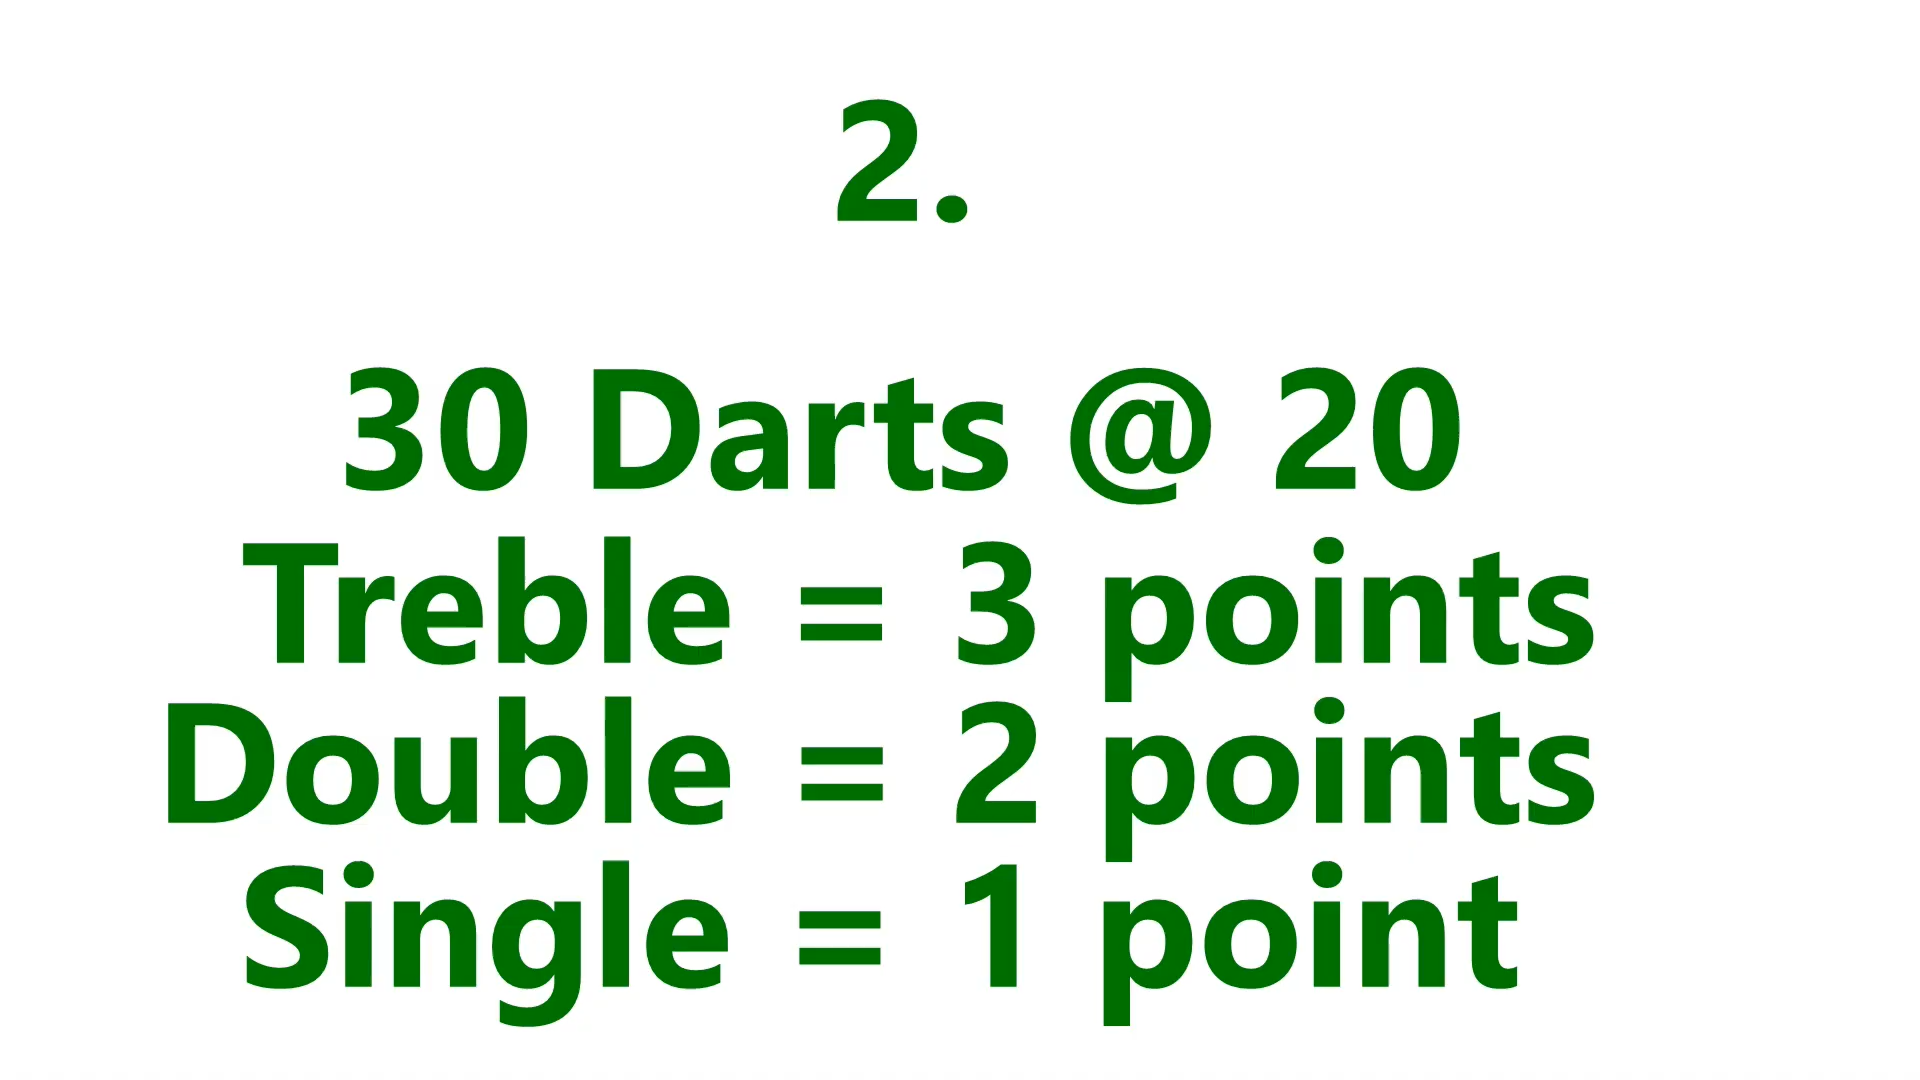 2.
30 Darts @ 20
Treble = 3 points
Double = 2 points
Single = 1 point